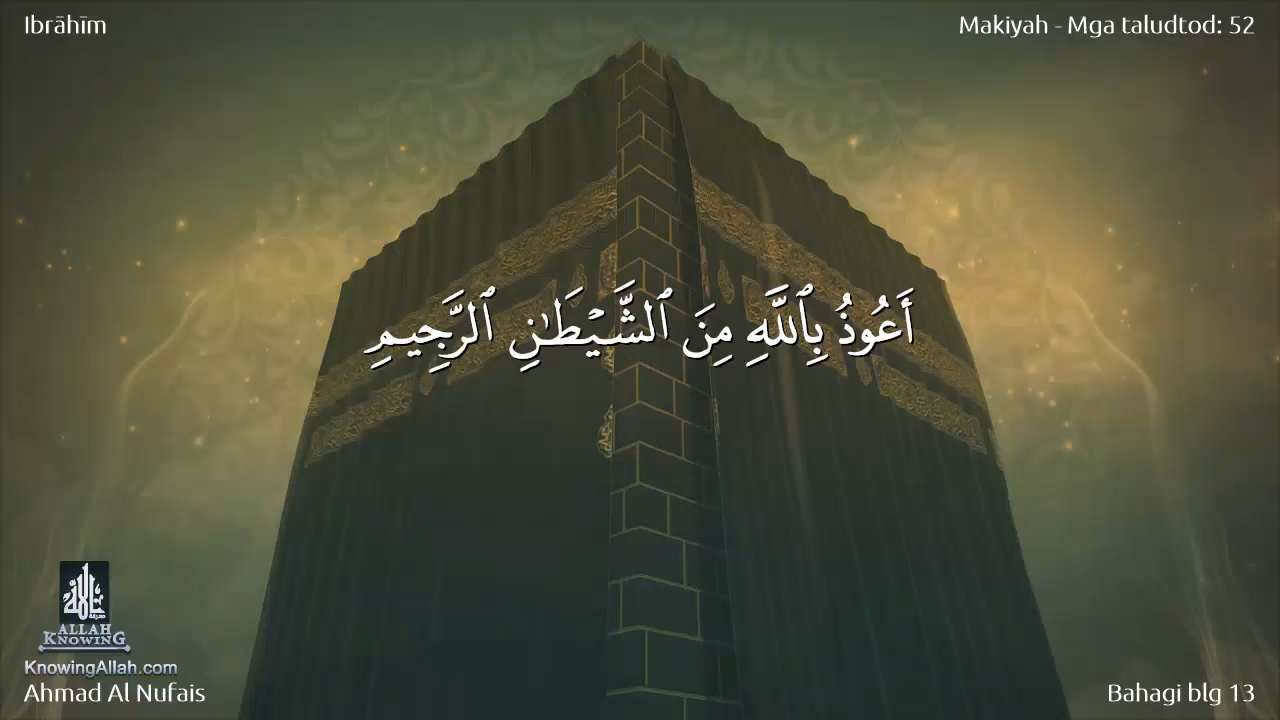 Ibrāhīm
Makiyah - Mga taludtod: 52
أَعُوذُ بِٱللَّهِ مِنَ ٱلشَّيْطَٰنِ ٱلرَّجِيمِ
ALLAH
KNOWING
KnowingAllah.com
Ahmad Al Nufais
Bahagi blg 13